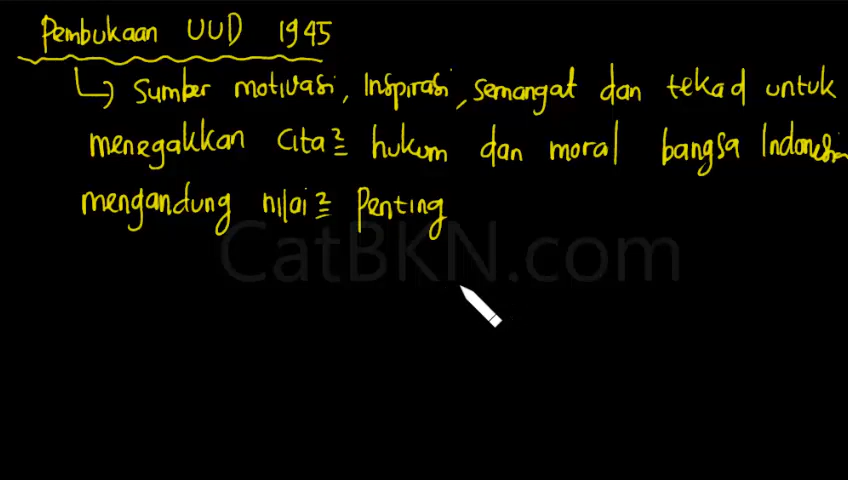 Pembukaan UUD 1945
Sumber motivasi, Inspirasi, semangat dan tekad untuk
menegakkan cita² hukum dan moral bangsa Indonesia
mengandung nilai² Penting
CatBKN.com